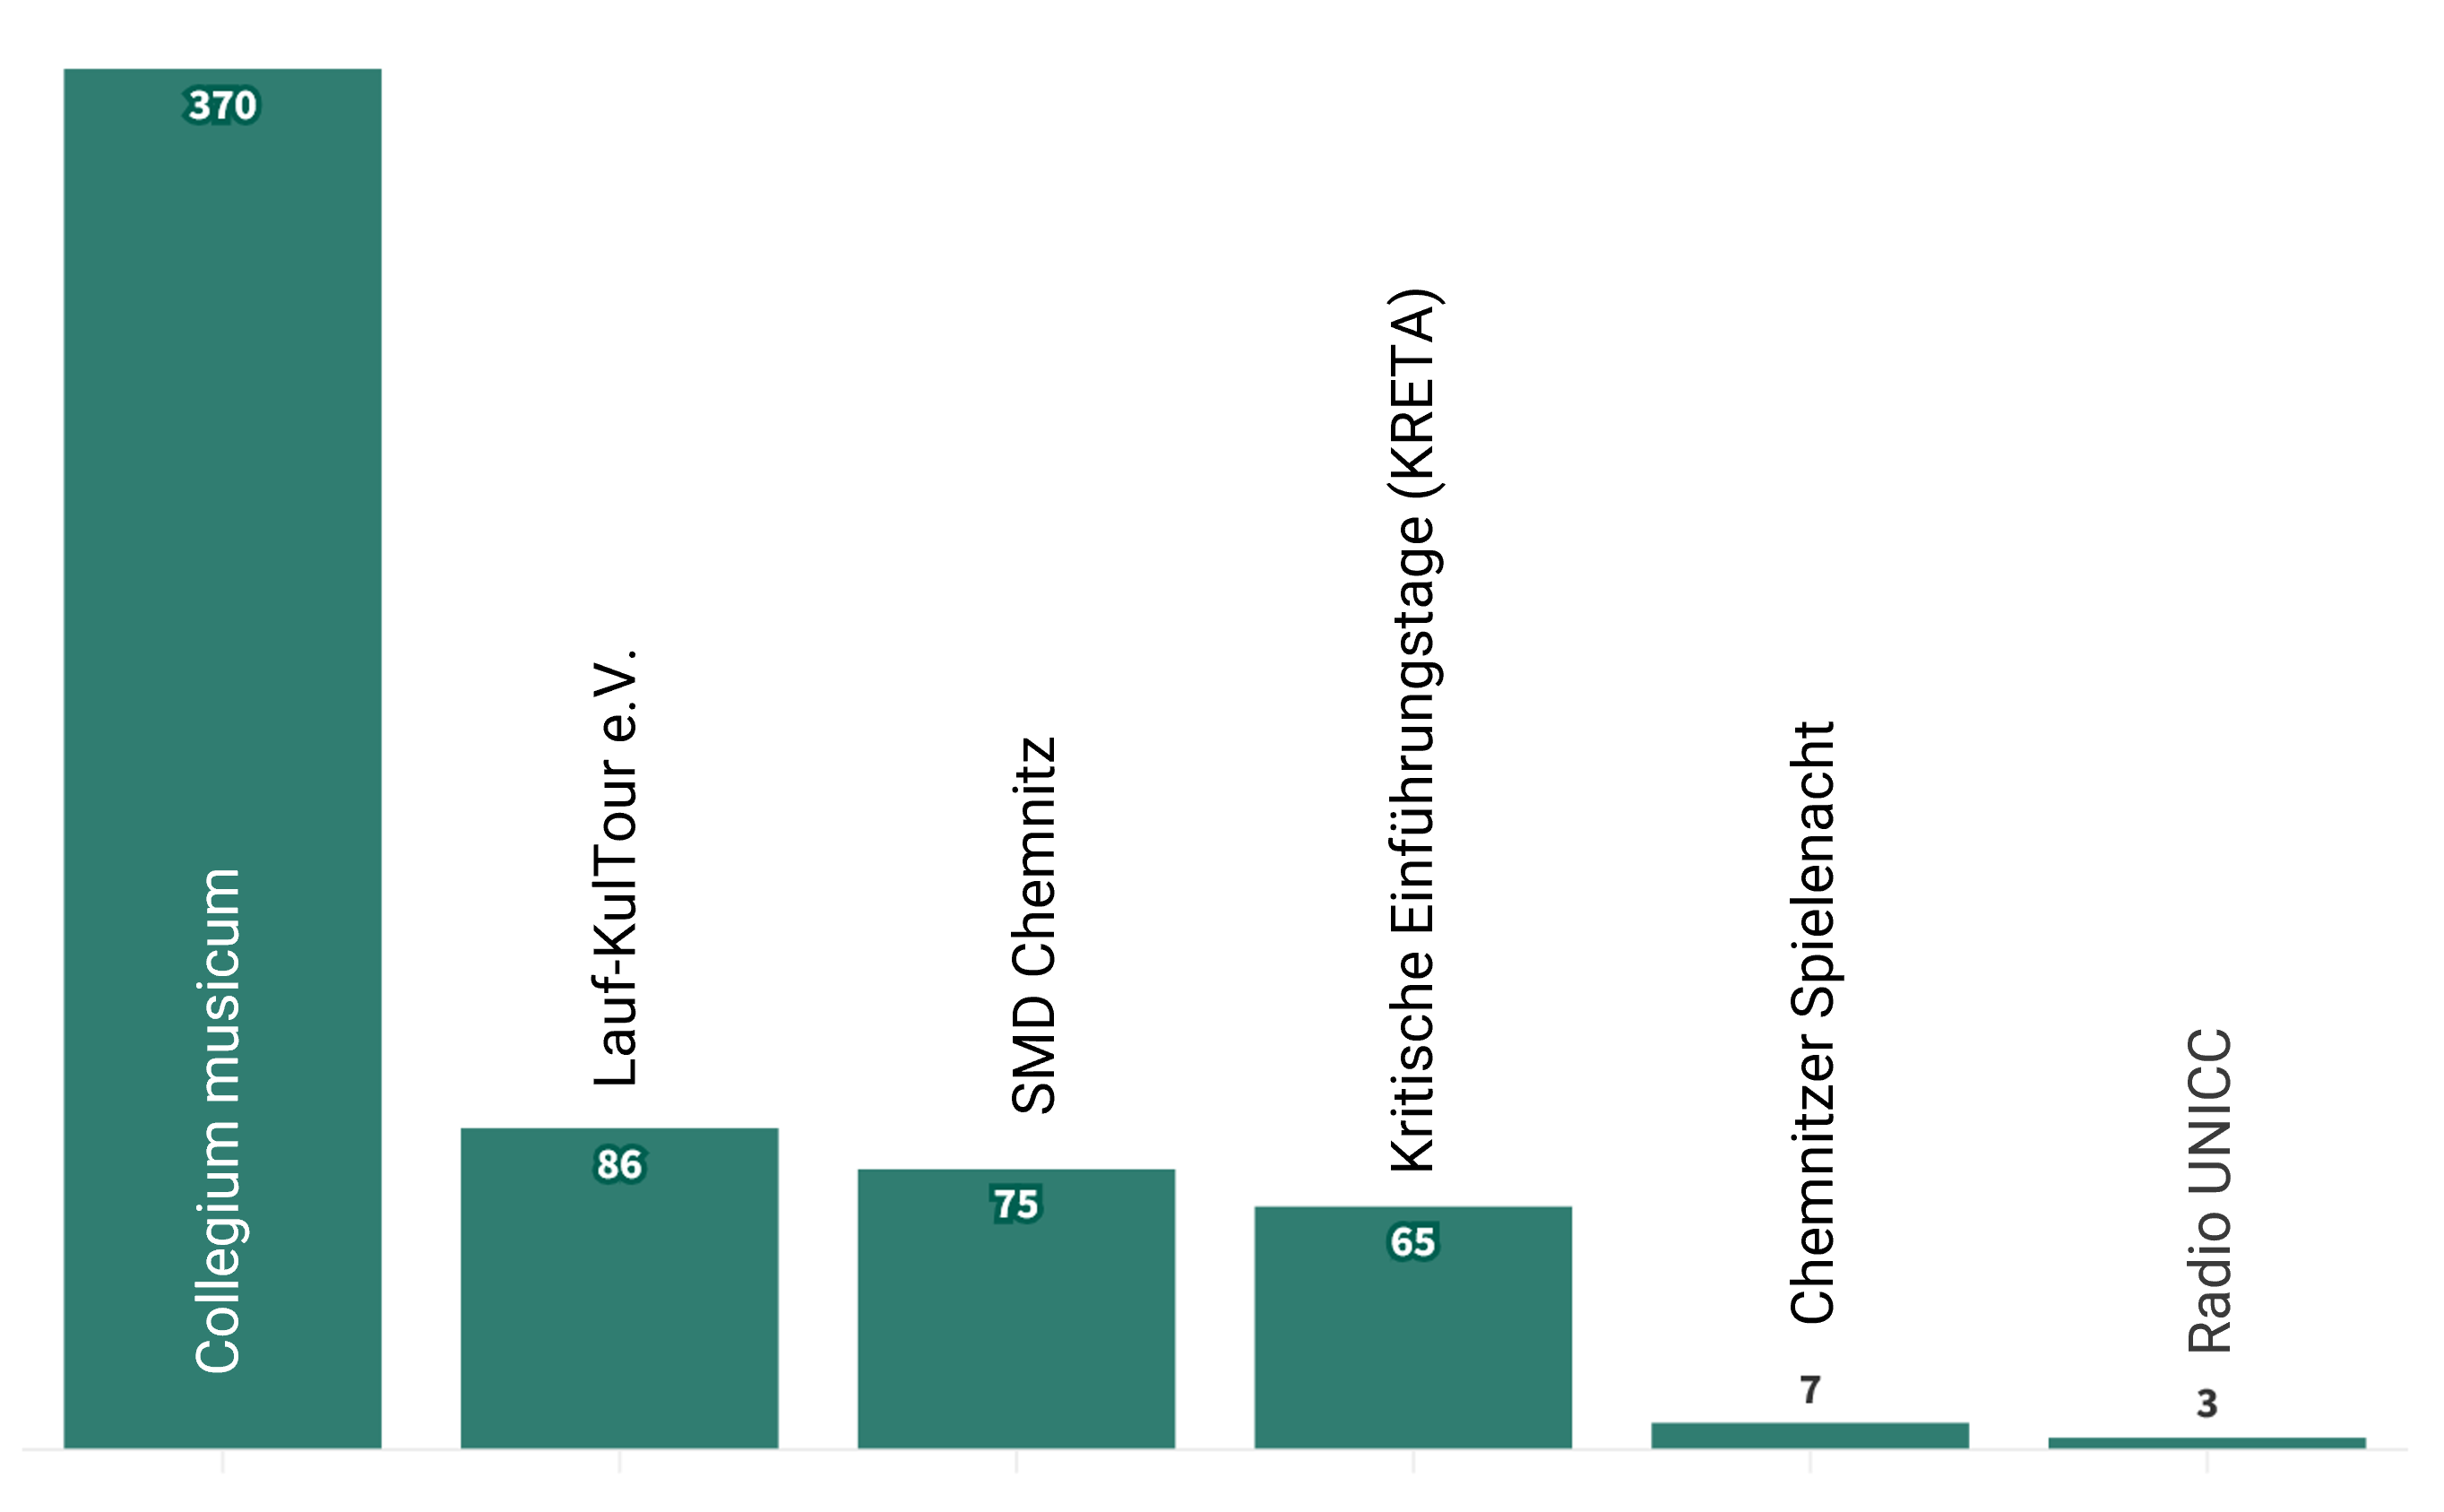 370
Collegium musicum
Lauf-KulTour e.V.
86
SMD Chemnitz
75
Kritische Einführungstage (KRETA)
65
Chemnitzer Spielenacht
7
Radio UNICC
3